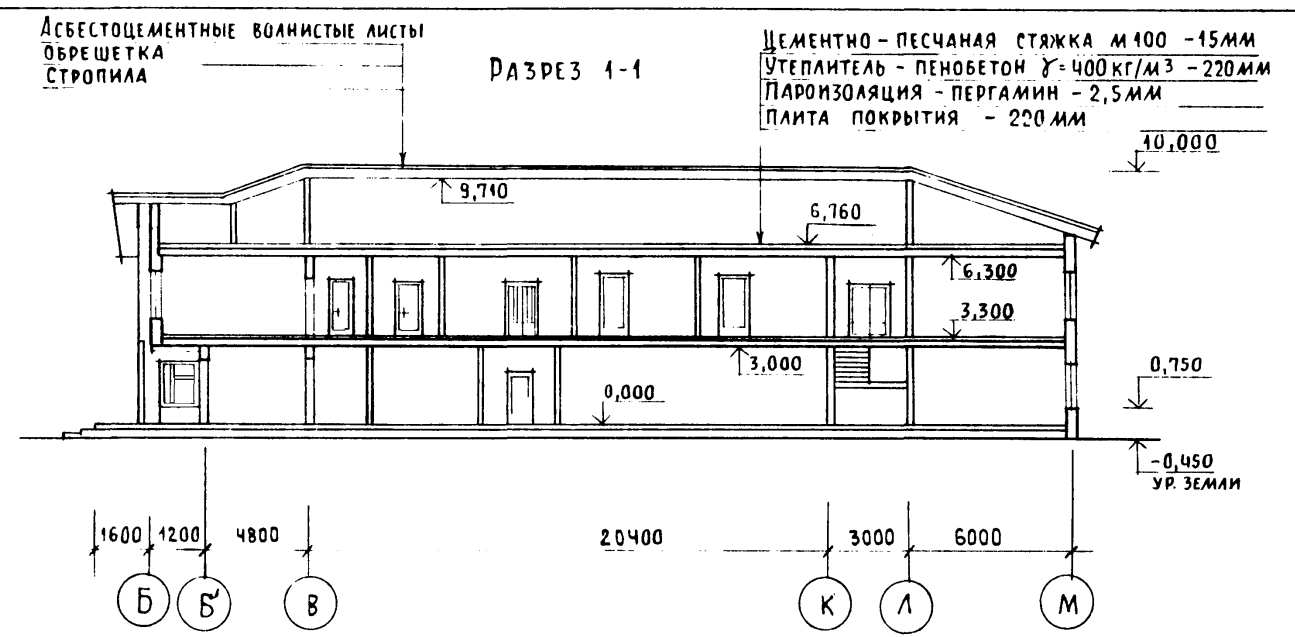 Асбестоцементные волнистые листы
обрешетка
стропила
Разрез 1-1
Цементно-песчаная стяжка М100 -15мм
Утеплитель - пенобетон γ=400кг/м³ -220мм
Пароизоляция - пергамин - 2,5мм
Плита покрытия - 220мм
10,000
9,710
6,760
6,300
3,300
3,000
0,750
0,000
-0,450
ур. земли
1600 1200 4800 20400 3000 6000
Б Б' В К Л М